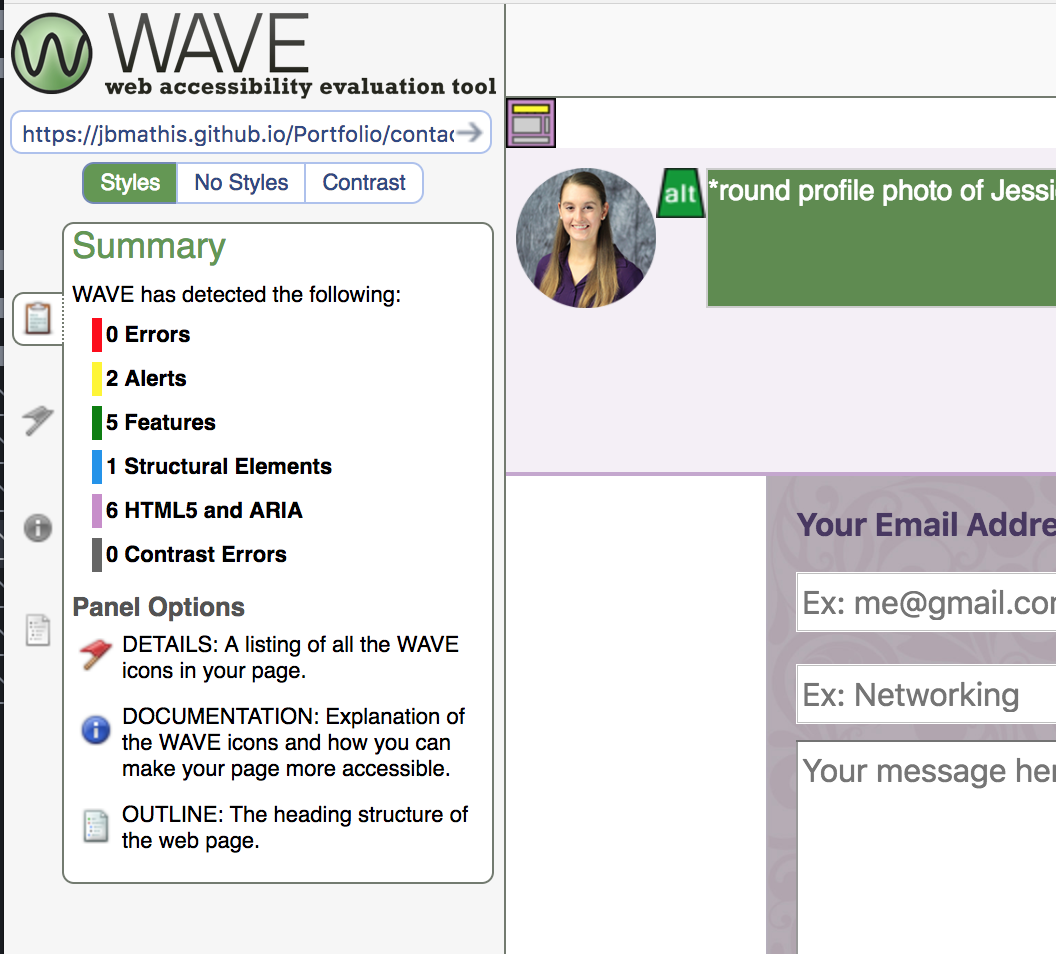 WAVE
web accessibility evaluation tool
https://jbmathis.github.io/Portfolio/contac
Styles No Styles Contrast
Summary
WAVE has detected the following:
0 Errors
2 Alerts
5 Features
1 Structural Elements
6 HTML5 and ARIA
0 Contrast Errors
Panel Options
DETAILS: A listing of all the WAVE
icons in your page.
DOCUMENTATION: Explanation of
the WAVE icons and how you can
make your page more accessible.
OUTLINE: The heading structure of
the web page.
alt *round profile photo of Jessi
Your Email Addre
Ex: me@gmail.com
Ex: Networking
Your message her